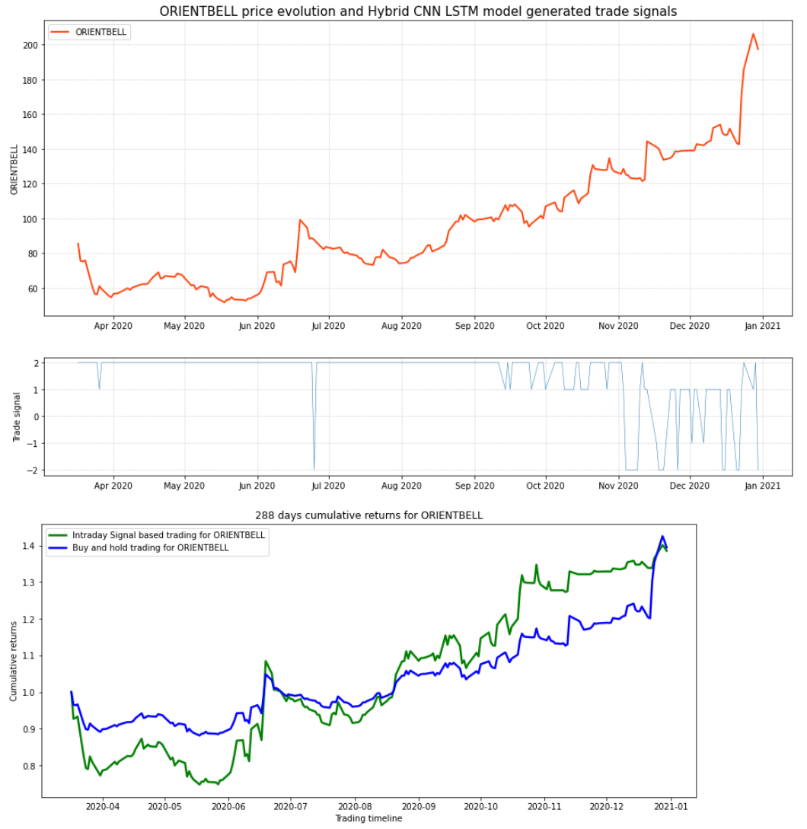 ORIENTBELL price evolution and Hybrid CNN LSTM model generated trade signals
ORIENTBELL
200
180
160
140
120
100
80
60
ORIENTBELL
Apr 2020 May 2020 Jun 2020 Jul 2020 Aug 2020 Sep 2020 Oct 2020 Nov 2020 Dec 2020 Jan 2021
2
1
0
−1
−2
Trade signal
Apr 2020 May 2020 Jun 2020 Jul 2020 Aug 2020 Sep 2020 Oct 2020 Nov 2020 Dec 2020 Jan 2021
288 days cumulative returns for ORIENTBELL
Intraday Signal based trading for ORIENTBELL
Buy and hold trading for ORIENTBELL
1.4
1.3
1.2
1.1
1.0
0.9
0.8
Cumulative returns
2020-04 2020-05 2020-06 2020-07 2020-08 2020-09 2020-10 2020-11 2020-12 2021-01
Trading timeline